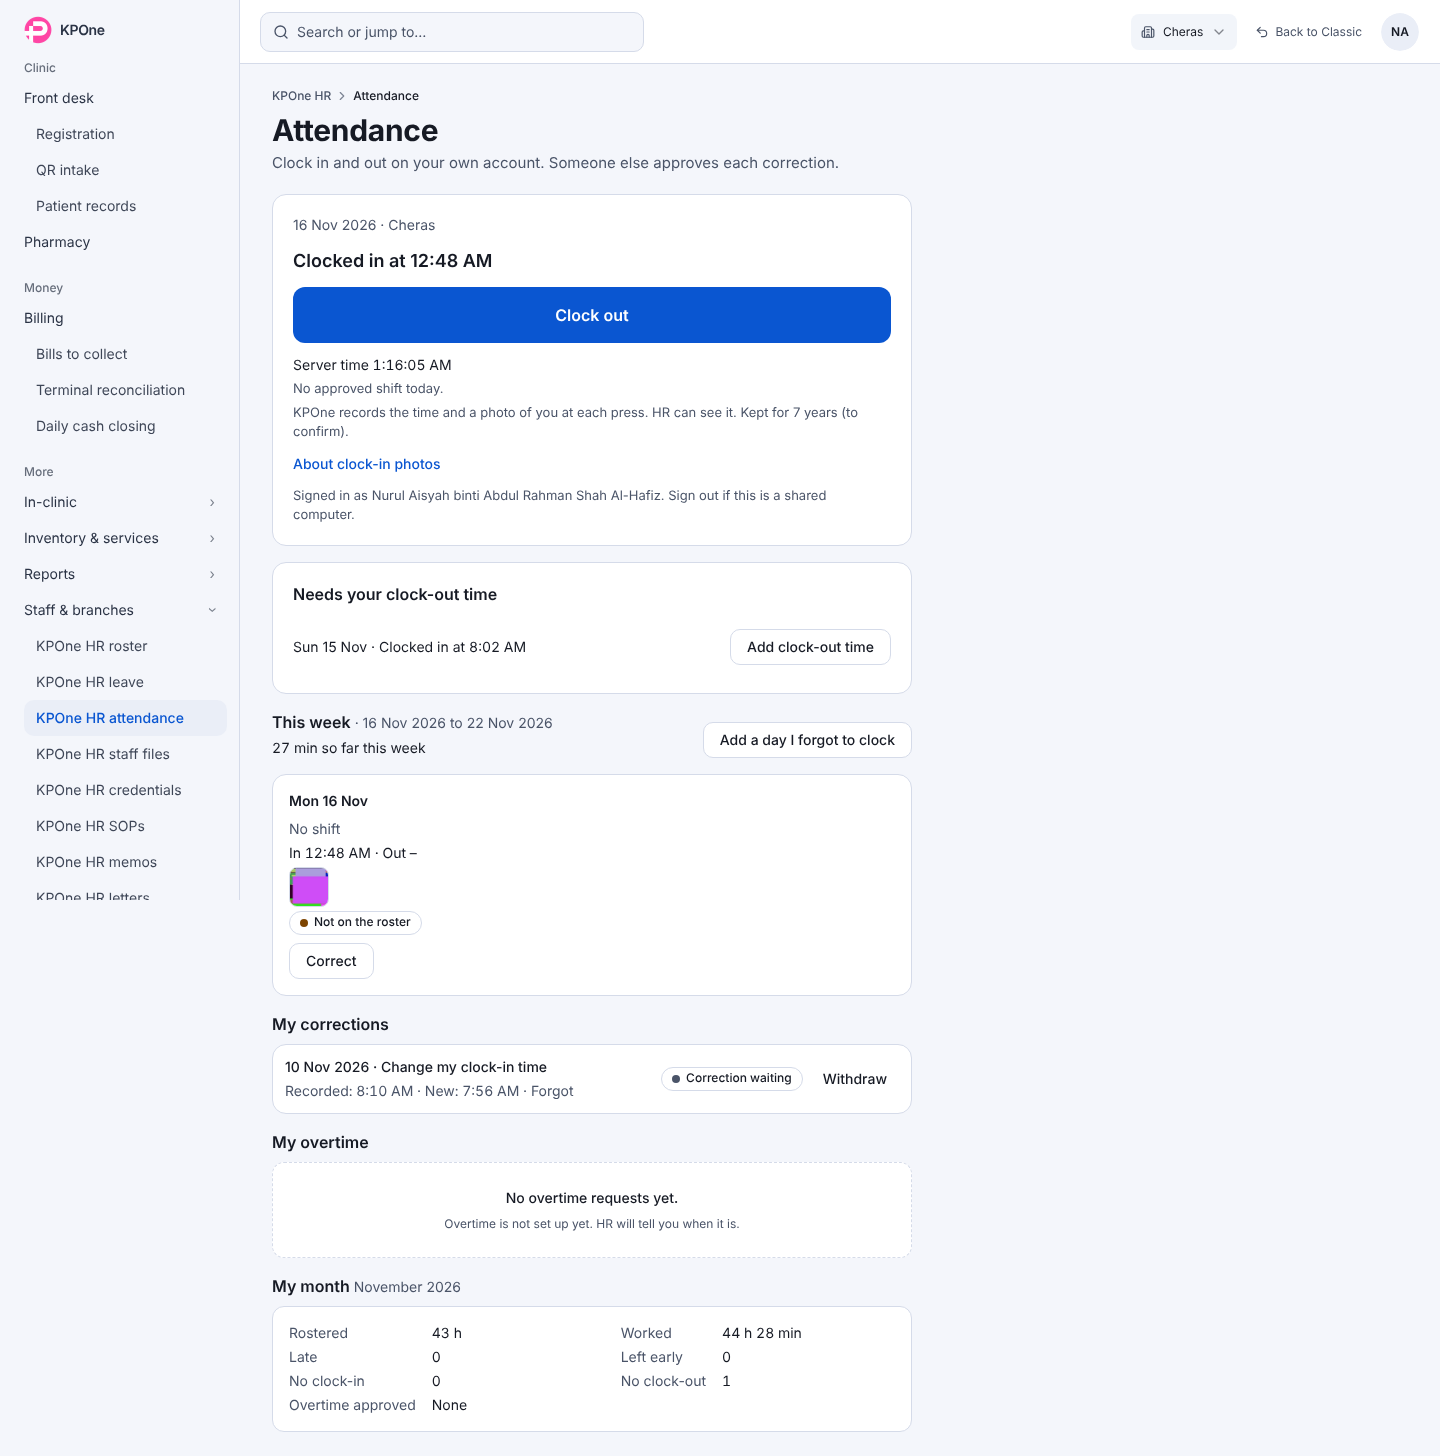 KPOne
Clinic
Front desk
Registration
QR intake
Patient records
Pharmacy
Money
Billing
Bills to collect
Terminal reconciliation
Daily cash closing
More
In-clinic
Inventory & services
Reports
Staff & branches
KPOne HR roster
KPOne HR leave
KPOne HR attendance
KPOne HR staff files
KPOne HR credentials
KPOne HR SOPs
KPOne HR memos
KPOne HR letters
Search or jump to...
Cheras
Back to Classic
NA
KPOne HR > Attendance
Attendance
Clock in and out on your own account. Someone else approves each correction.
16 Nov 2026 · Cheras
Clocked in at 12:48 AM
Clock out
Server time 1:16:05 AM
No approved shift today.
KPOne records the time and a photo of you at each press. HR can see it. Kept for 7 years (to
confirm).
About clock-in photos
Signed in as Nurul Aisyah binti Abdul Rahman Shah Al-Hafiz. Sign out if this is a shared
computer.
Needs your clock-out time
Sun 15 Nov · Clocked in at 8:02 AM
Add clock-out time
This week · 16 Nov 2026 to 22 Nov 2026
27 min so far this week
Add a day I forgot to clock
Mon 16 Nov
No shift
In 12:48 AM · Out –
Not on the roster
Correct
My corrections
10 Nov 2026 · Change my clock-in time
Recorded: 8:10 AM · New: 7:56 AM · Forgot
Correction waiting
Withdraw
My overtime
No overtime requests yet.
Overtime is not set up yet. HR will tell you when it is.
My month November 2026
Rostered 43 h
Worked 44 h 28 min
Late 0
Left early 0
No clock-in 0
No clock-out 1
Overtime approved None